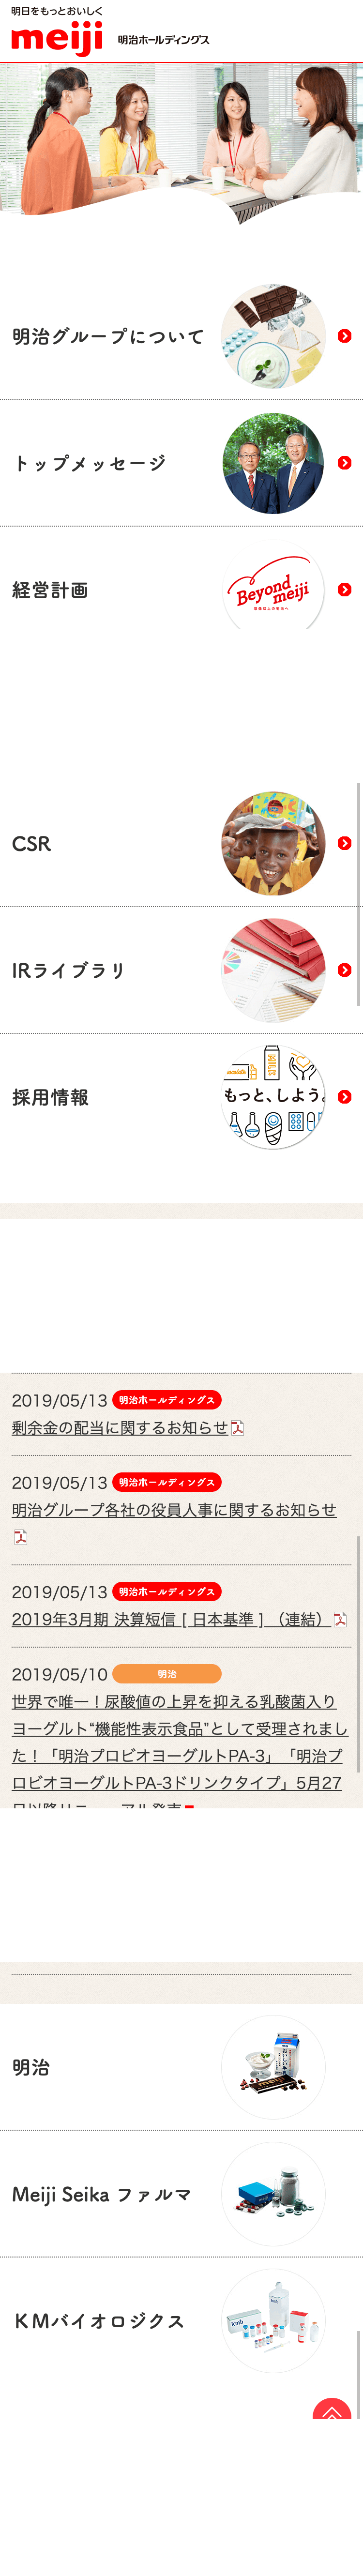 明日をもっとおいしく
meiji 明治ホールディングス
明治グループについて
トップメッセージ
経営計画
Beyond meiji
CSR
IRライブラリ
採用情報
もっと、しよう。
2019/05/13 明治ホールディングス
剰余金の配当に関するお知らせ
2019/05/13 明治ホールディングス
明治グループ各社の役員人事に関するお知らせ
2019/05/13 明治ホールディングス
2019年3月期 決算短信 [ 日本基準 ] （連結）
2019/05/10 明治
世界で唯一！尿酸値の上昇を抑える乳酸菌入り
ヨーグルト“機能性表示食品”として受理されまし
た！「明治プロビオヨーグルトPA-3」「明治プ
ロビオヨーグルトPA-3ドリンクタイプ」5月27
明治
Meiji Seika ファルマ
ＫＭバイオロジクス
kmb